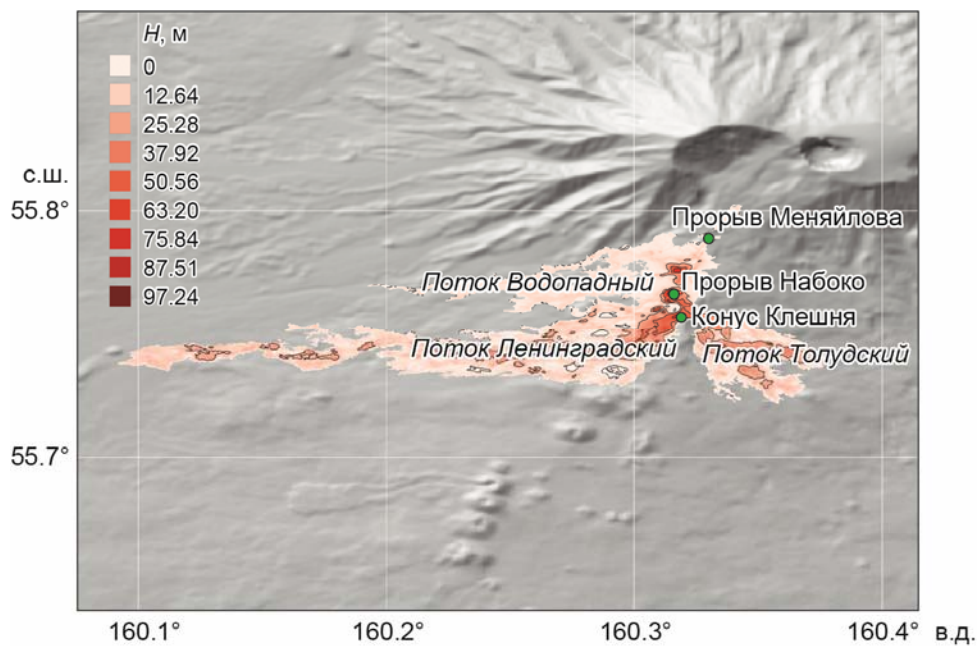 H, м
0
12.64
25.28
37.92
50.56
63.20
75.84
87.51
97.24
с.ш.
55.8°
55.7°
Прорыв Меняйлова
Поток Водопадный
Прорыв Набоко
Конус Клешня
Поток Ленинградский
Поток Толудский
160.1°
160.2°
160.3°
160.4°
в.д.